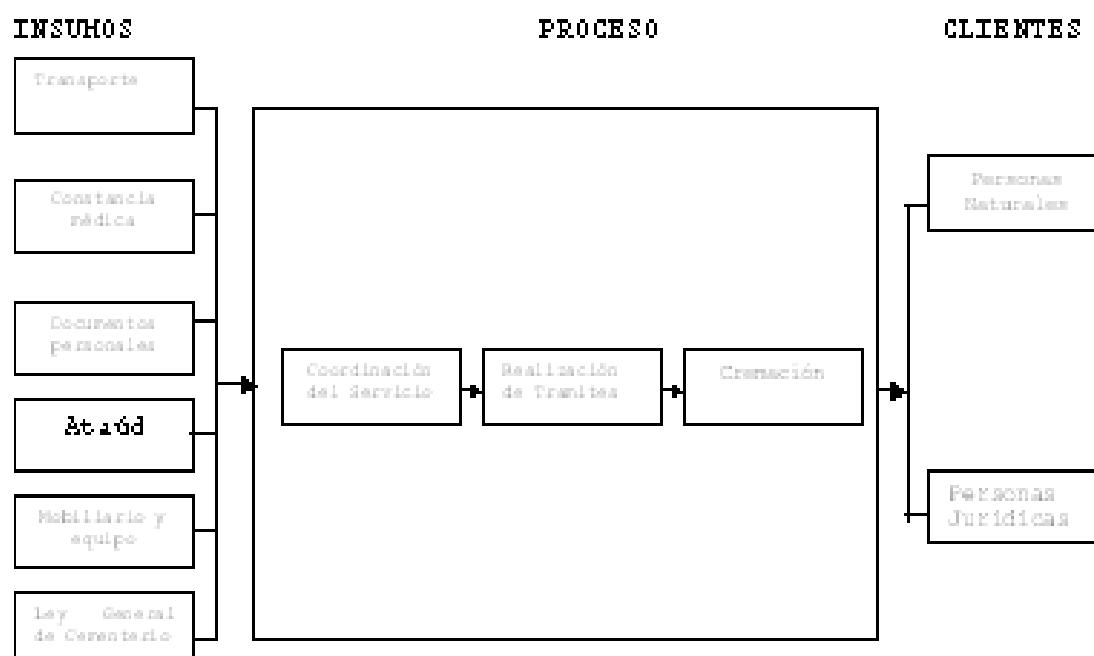 INSUMOS
PROCESO
CLIENTES
Transporte
Constancia
médica
Documentos
personales
Ataúd
Mobiliario y
equipo
Ley General
de Cementerio
Coordinación
del Servicio
Realización
de Tramites
Cremación
Personas
Naturales
Personas
Jurídicas